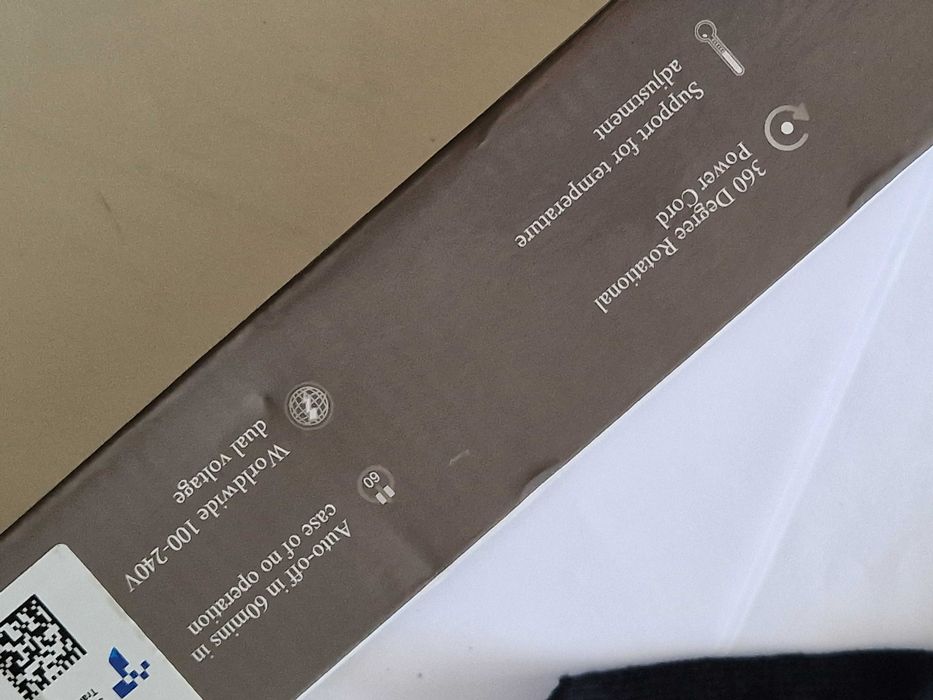 Support for temperature
adjustment
360 Degree Rotational
Power Cord
Worldwide 100-240V
dual voltage
60
Auto-off in 60mins in
case of no operation